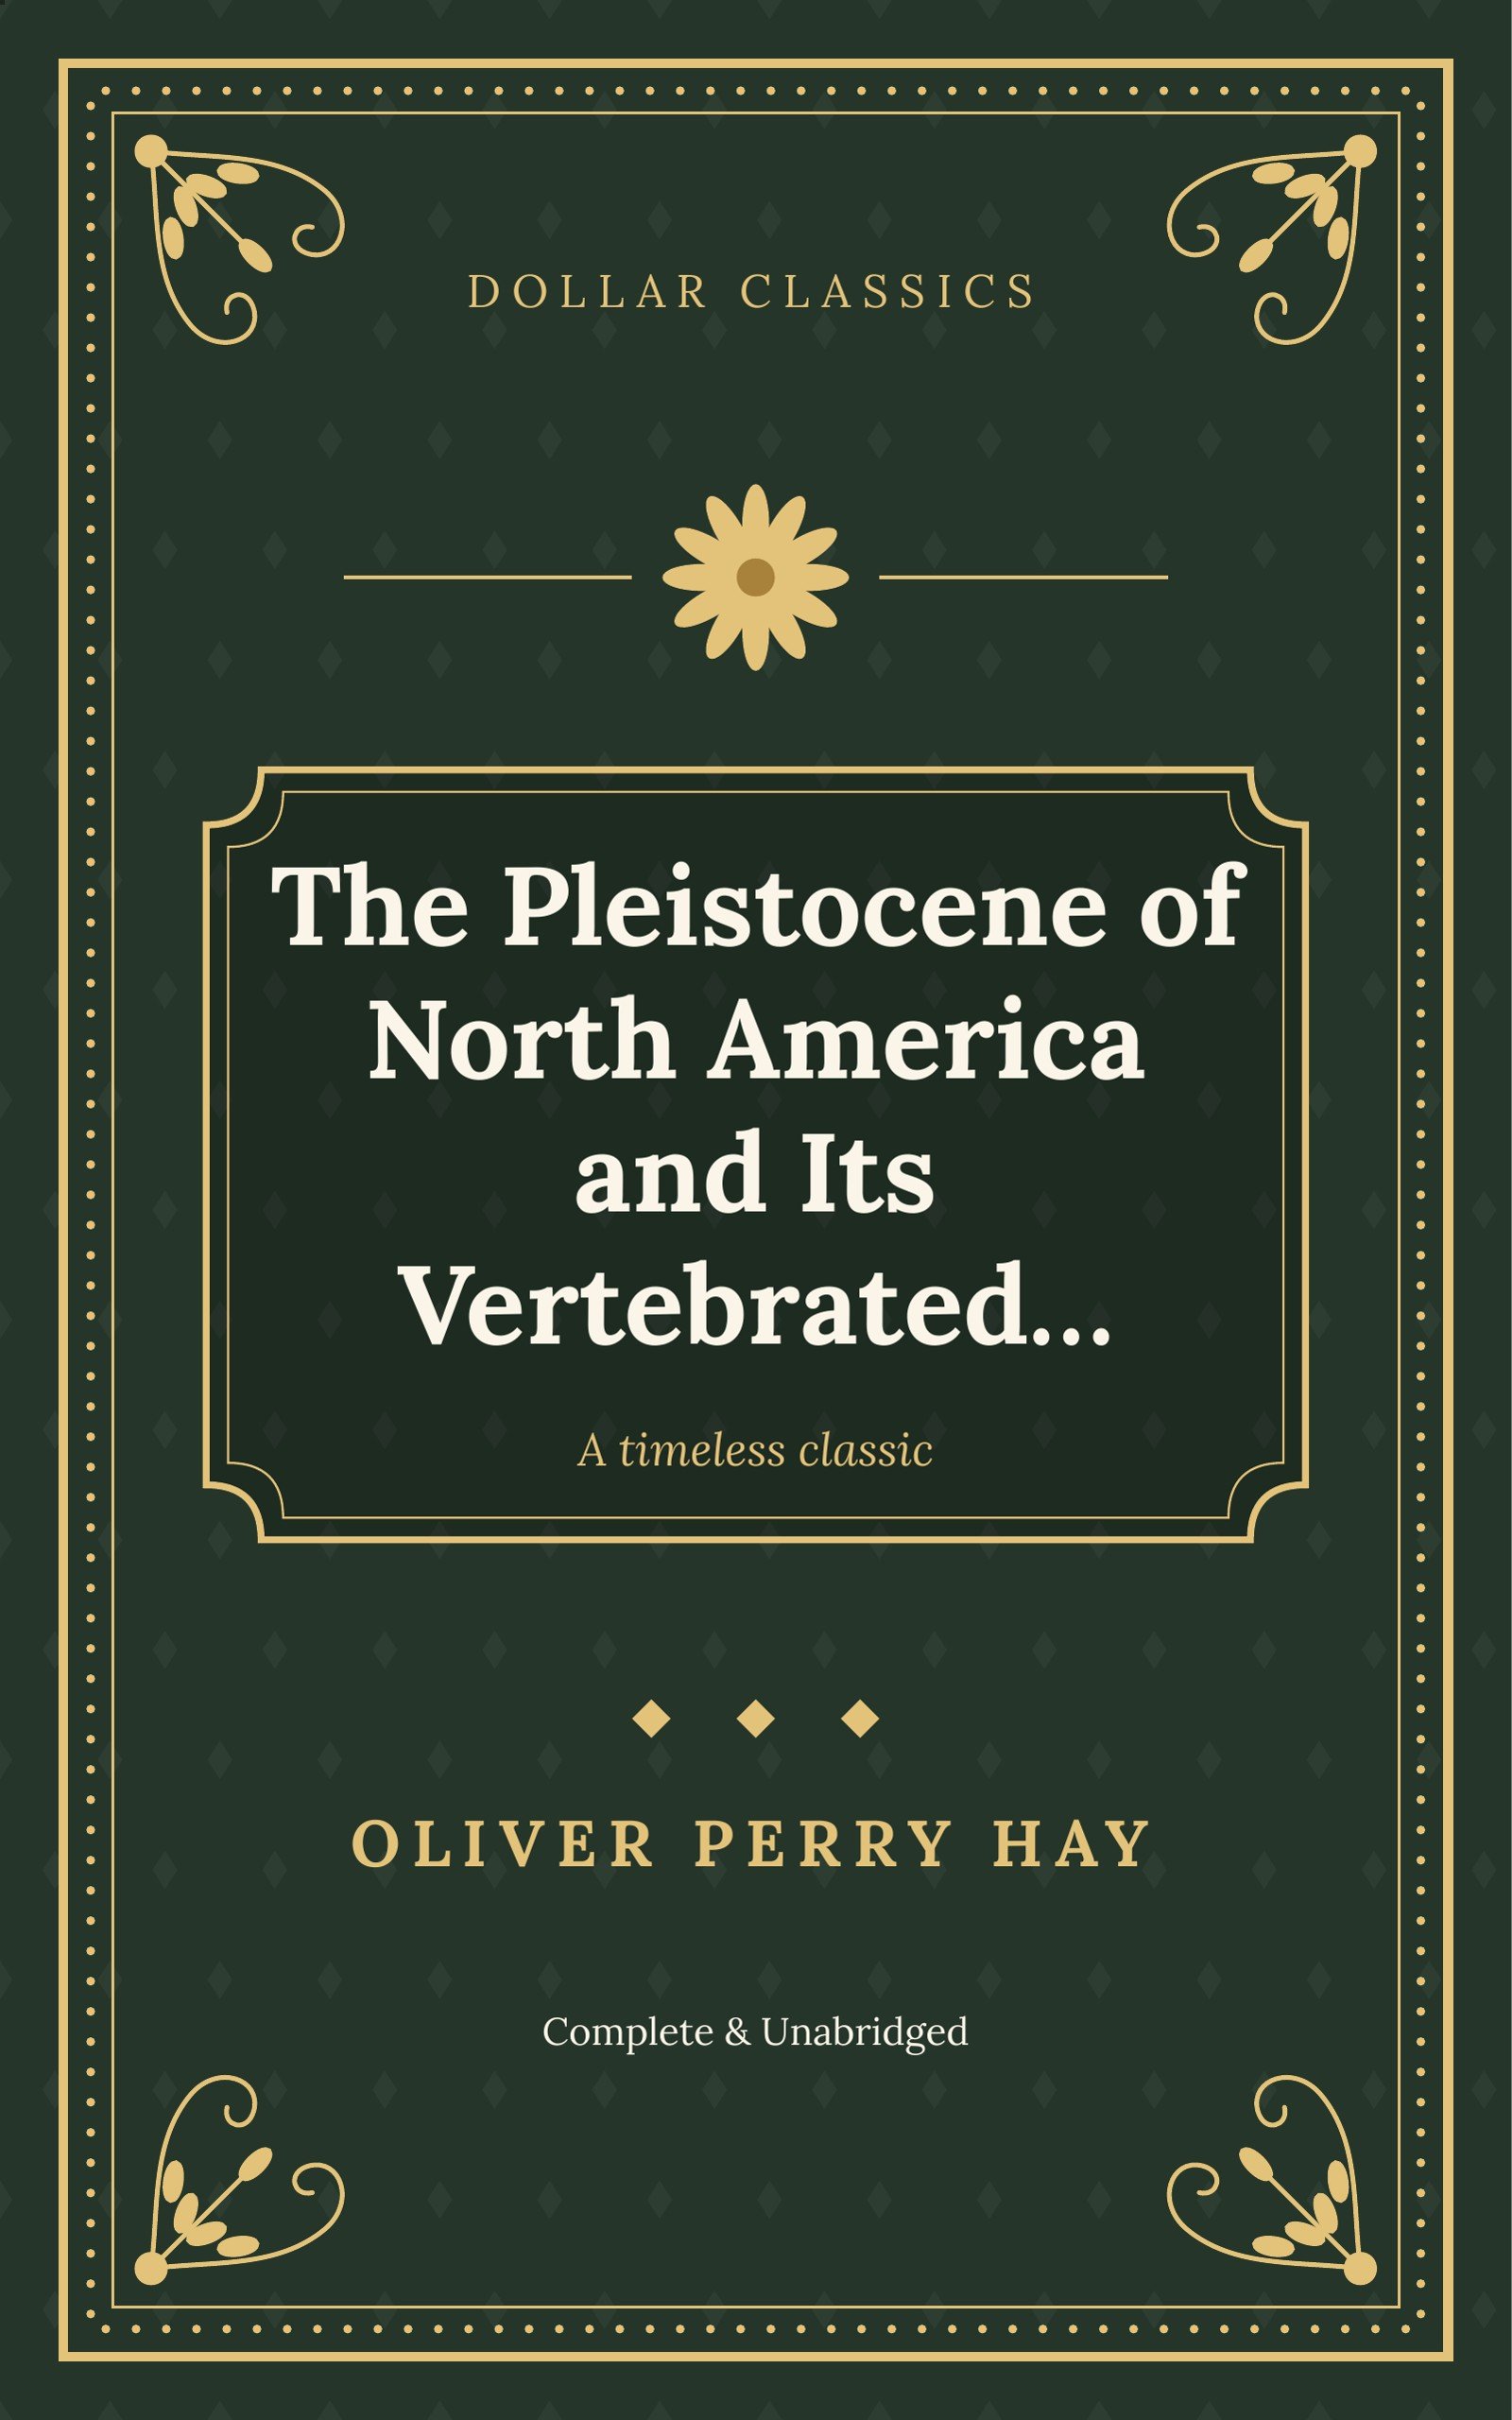 DOLLAR CLASSICS
The Pleistocene of
North America
and Its
Vertebrated...
A timeless classic
OLIVER PERRY HAY
Complete & Unabridged